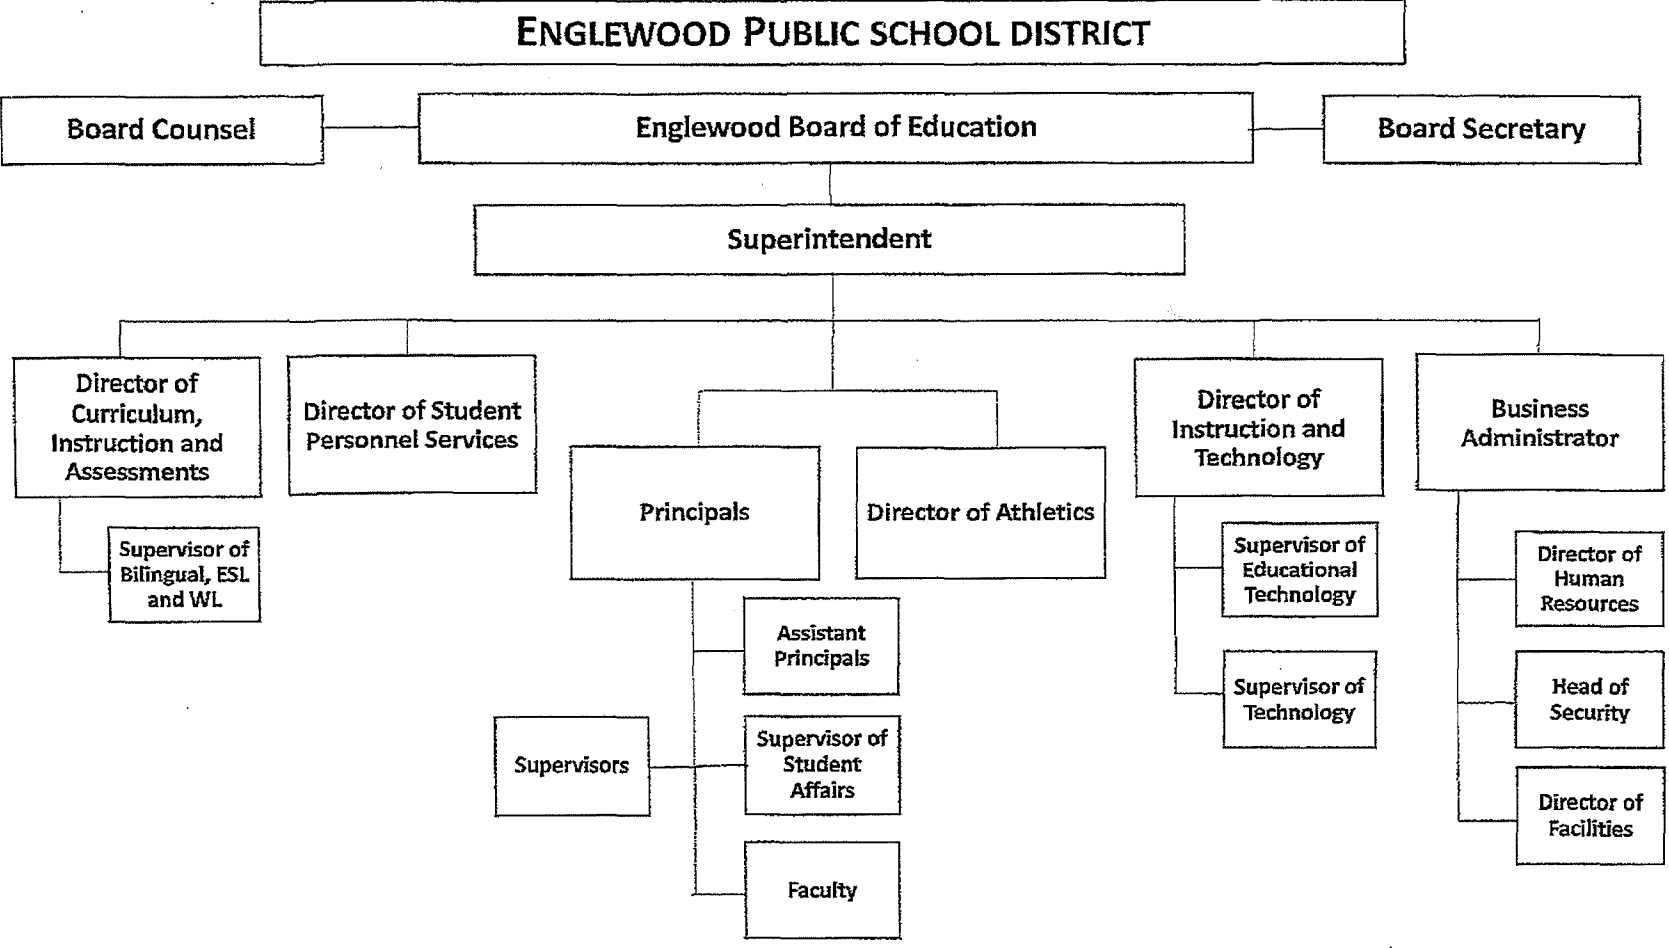 ENGLEWOOD PUBLIC SCHOOL DISTRICT
Board Counsel
Englewood Board of Education
Board Secretary
Superintendent
Director of
Curriculum,
Instruction and
Assessments
Director of Student
Personnel Services
Principals
Director of Athletics
Director of
Instruction and
Technology
Business
Administrator
Supervisor of
Bilingual, ESL
and WL
Assistant
Principals
Supervisors
Supervisor of
Student
Affairs
Faculty
Supervisor of
Educational
Technology
Supervisor of
Technology
Director of
Human
Resources
Head of
Security
Director of
Facilities